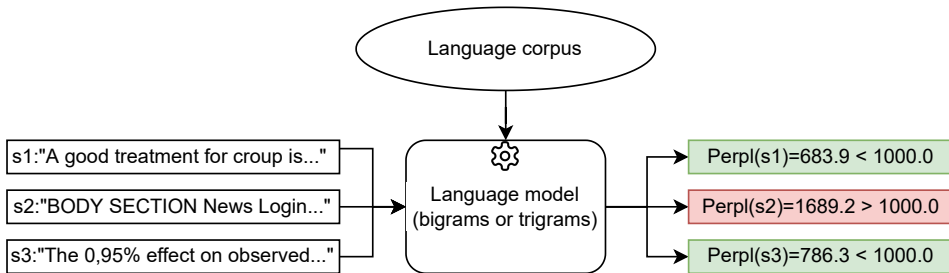 Language corpus
s1:"A good treatment for croup is..."
s2:"BODY SECTION News Login..."
s3:"The 0,95% effect on observed..."
Language model
(bigrams or trigrams)
Perpl(s1)=683.9 < 1000.0
Perpl(s2)=1689.2 > 1000.0
Perpl(s3)=786.3 < 1000.0